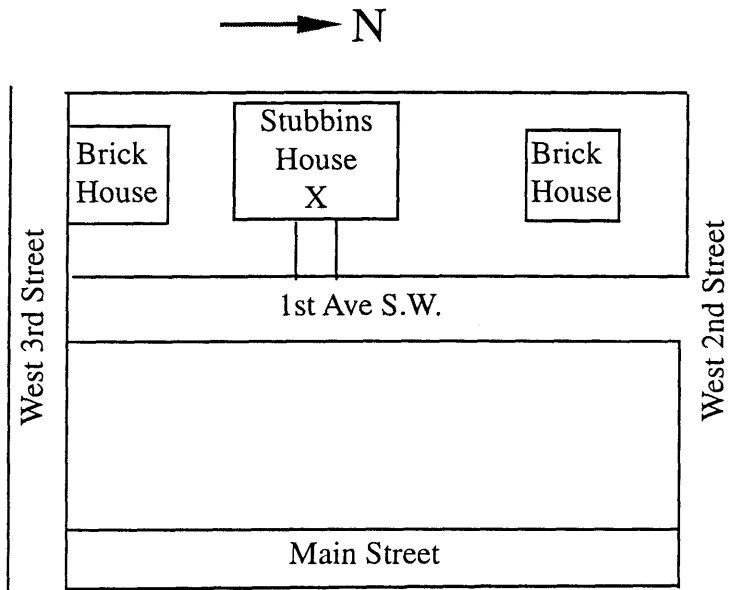 N
Brick
House
Stubbins
House
X
Brick
House
West 3rd Street
1st Ave S.W.
West 2nd Street
Main Street